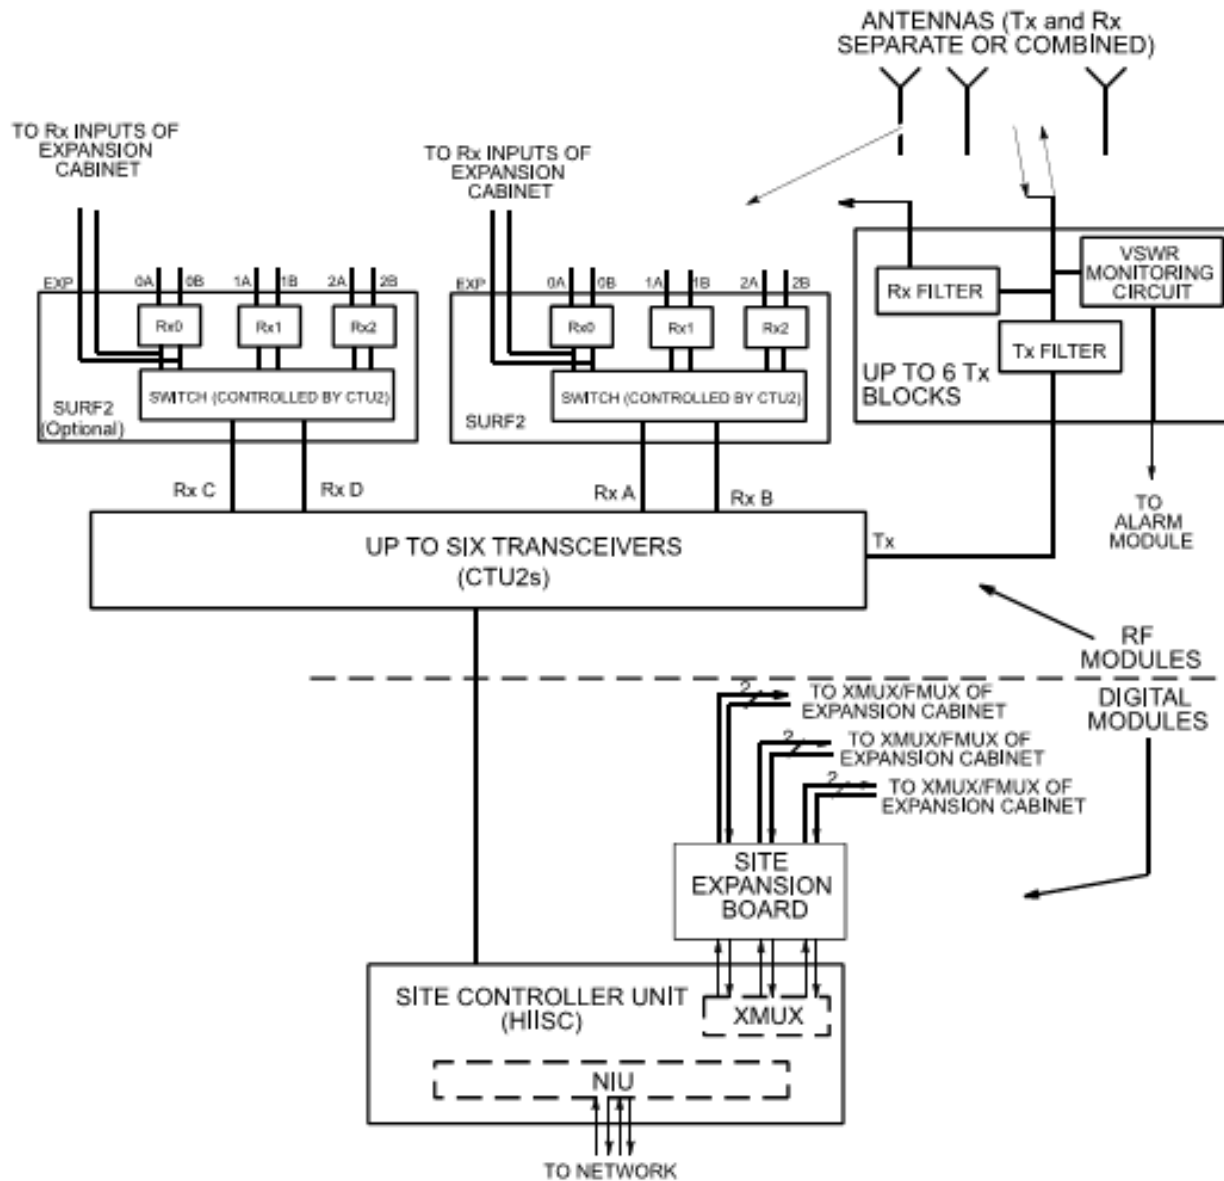 ANTENNAS (Tx and Rx
SEPARATE OR COMBINED)
TO Rx INPUTS OF
EXPANSION
CABINET
TO Rx INPUTS OF
EXPANSION
CABINET
EXP 0A 0B 1A 1B 2A 2B
Rx0 Rx1 Rx2
SWITCH (CONTROLLED BY CTU2)
SURF2
(Optional)
EXP 0A 0B 1A 1B 2A 2B
Rx0 Rx1 Rx2
SWITCH (CONTROLLED BY CTU2)
SURF2
VSWR
MONITORING
CIRCUIT
Rx FILTER
Tx FILTER
UP TO 6 Tx
BLOCKS
Rx C Rx D
Rx A Rx B
TO
ALARM
MODULE
Tx
UP TO SIX TRANSCEIVERS
(CTU2s)
RF
MODULES
DIGITAL
MODULES
2 TO XMUX/FMUX OF
EXPANSION CABINET
2 TO XMUX/FMUX OF
EXPANSION CABINET
2 TO XMUX/FMUX OF
EXPANSION CABINET
SITE
EXPANSION
BOARD
SITE CONTROLLER UNIT
(HIISC)
XMUX
NIU
TO NETWORK